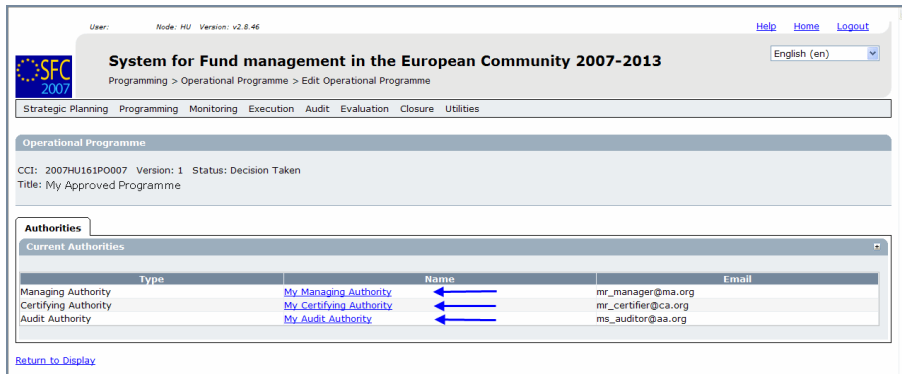 User: Node: HU Version: v2.8.46 Help Home Logout
English (en)
SFC 2007
System for Fund management in the European Community 2007-2013
Programming > Operational Programme > Edit Operational Programme
Strategic Planning Programming Monitoring Execution Audit Evaluation Closure Utilities
Operational Programme
CCI: 2007HU161PO007 Version: 1 Status: Decision Taken
Title: My Approved Programme
Authorities
Current Authorities
Type Name Email
Managing Authority My Managing Authority mr_manager@ma.org
Certifying Authority My Certifying Authority mr_certifier@ca.org
Audit Authority My Audit Authority ms_auditor@aa.org
Return to Display